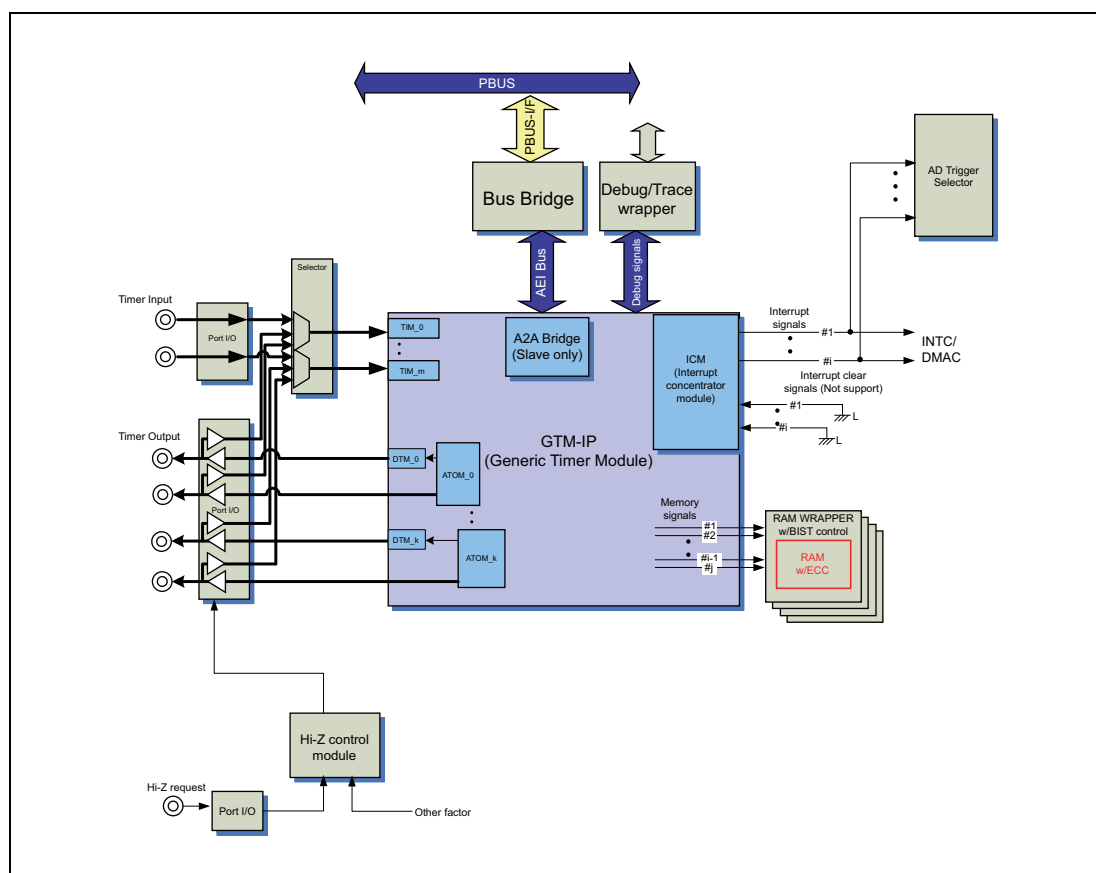 PBUS
PBUS-I/F
Bus Bridge
Debug/Trace
wrapper
AD Trigger
Selector
AEI Bus
Debug signals
Selector
Timer Input
Port I/O
TIM_0
TIM_m
A2A Bridge
(Slave only)
ICM
(Interrupt
concentrator
module)
Interrupt
signals
#1
#i
INTC/
DMAC
Interrupt clear
signals (Not support)
#1
L
#i
L
GTM-IP
(Generic Timer Module)
Timer Output
Port I/O
DTM_0
ATOM_0
DTM_k
ATOM_k
Memory
signals
#1
#2
#i-1
#j
RAM WRAPPER
w/BIST control
RAM
w/ECC
Hi-Z control
module
Hi-Z request
Port I/O
Other factor